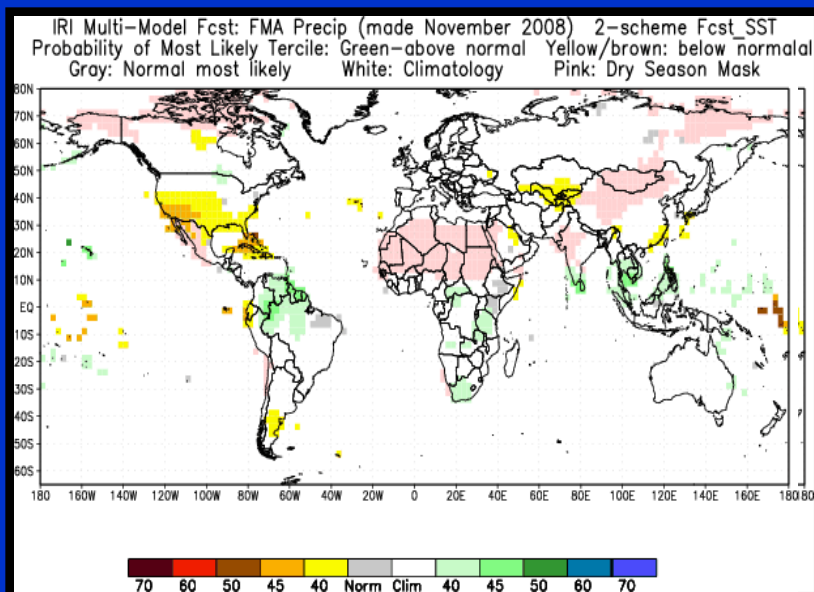 IRI Multi-Model Fcst: FMA Precip (made November 2008) 2-scheme Fcst_SST
Probability of Most Likely Tercile: Green-above normal Yellow/brown: below normalal
Gray: Normal most likely White: Climatology Pink: Dry Season Mask
80N
70N
60N
50N
40N
30N
20N
10N
EQ
10S
20S
30S
40S
50S
60S
180 160W 140W 120W 100W 80W 60W 40W 20W 0 20E 40E 60E 80E 100E 120E 140E 160E 180 80
70 60 50 45 40 Norm Clim 40 45 50 60 70